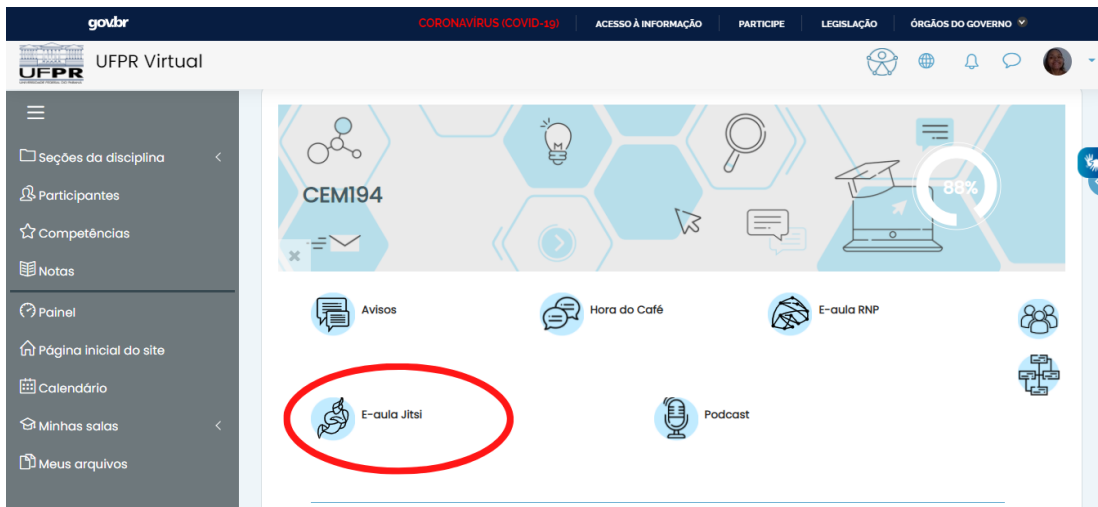 gov.br CORONAVÍRUS (COVID-19) ACESSO À INFORMAÇÃO PARTICIPE LEGISLAÇÃO ÓRGÃOS DO GOVERNO
UFPR UFPR Virtual
Seções da disciplina
Participantes
Competências
Notas
Painel
Página inicial do site
Calendário
Minhas salas
Meus arquivos
CEM194
88%
Avisos
Hora do Café
E-aula RNP
E-aula Jitsi
Podcast